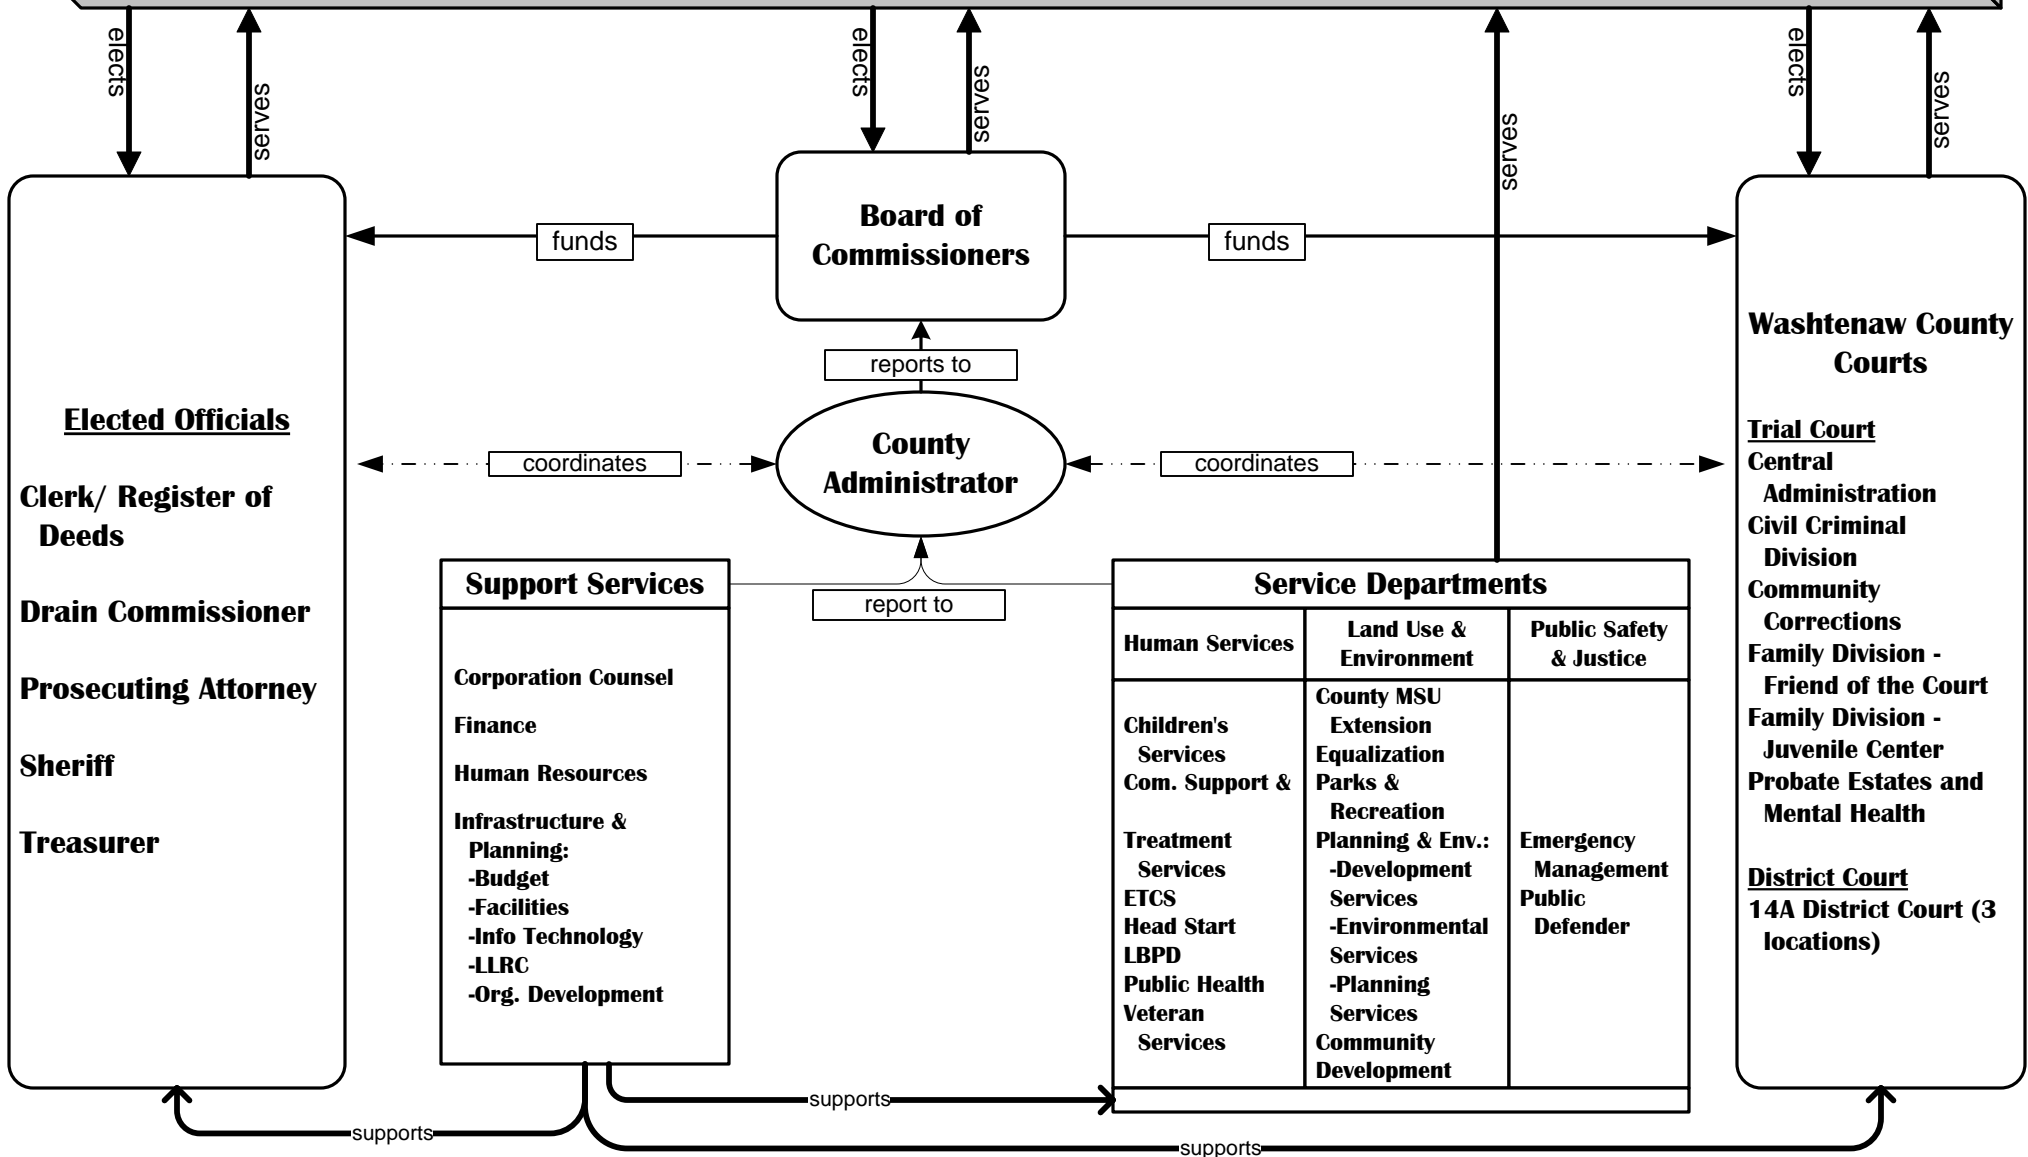 elects
serves
elects
serves
serves
elects
serves
Board of
Commissioners
funds
funds
reports to
County
Administrator
coordinates
coordinates
report to
Elected Officials
Clerk/ Register of
Deeds
Drain Commissioner
Prosecuting Attorney
Sheriff
Treasurer
Support Services
Corporation Counsel
Finance
Human Resources
Infrastructure &
Planning:
-Budget
-Facilities
-Info Technology
-LLRC
-Org. Development
Service Departments
Human Services
Children's
Services
Com. Support &
Treatment
Services
ETCS
Head Start
LBPD
Public Health
Veteran
Services
Land Use &
Environment
County MSU
Extension
Equalization
Parks &
Recreation
Planning & Env.:
-Development
Services
-Environmental
Services
-Planning
Services
Community
Development
Public Safety
& Justice
Emergency
Management
Public
Defender
Washtenaw County
Courts
Trial Court
Central
Administration
Civil Criminal
Division
Community
Corrections
Family Division -
Friend of the Court
Family Division -
Juvenile Center
Probate Estates and
Mental Health
District Court
14A District Court (3
locations)
supports
supports
supports